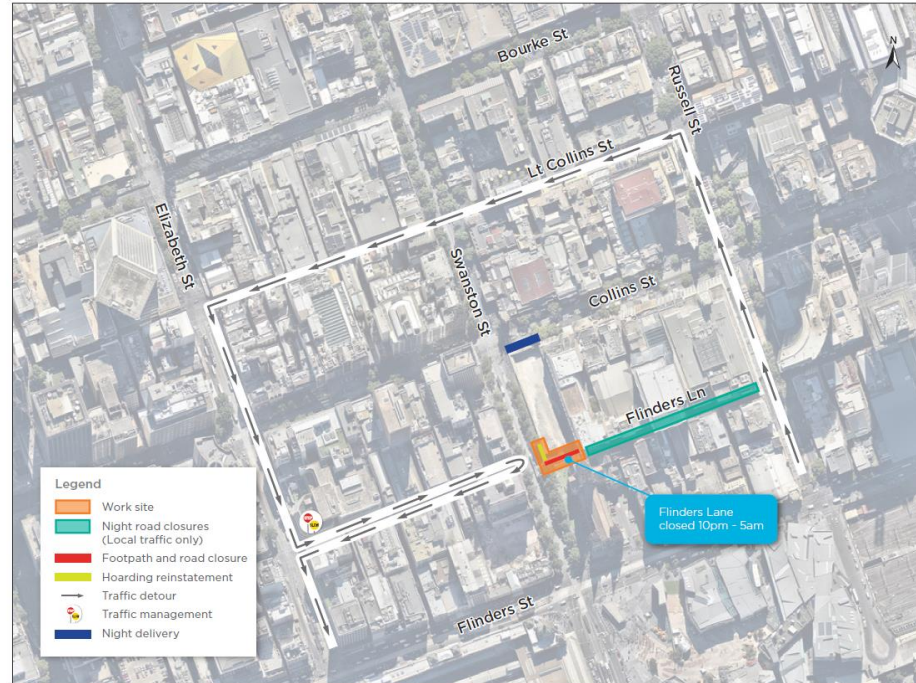 N
Bourke St
Russell St
Lt Collins St
Elizabeth St
Swanston St
Collins St
Flinders Ln
Flinders Lane
closed 10pm - 5am
Flinders St
Legend
Work site
Night road closures
(Local traffic only)
Footpath and road closure
Hoarding reinstatement
Traffic detour
Traffic management
Night delivery